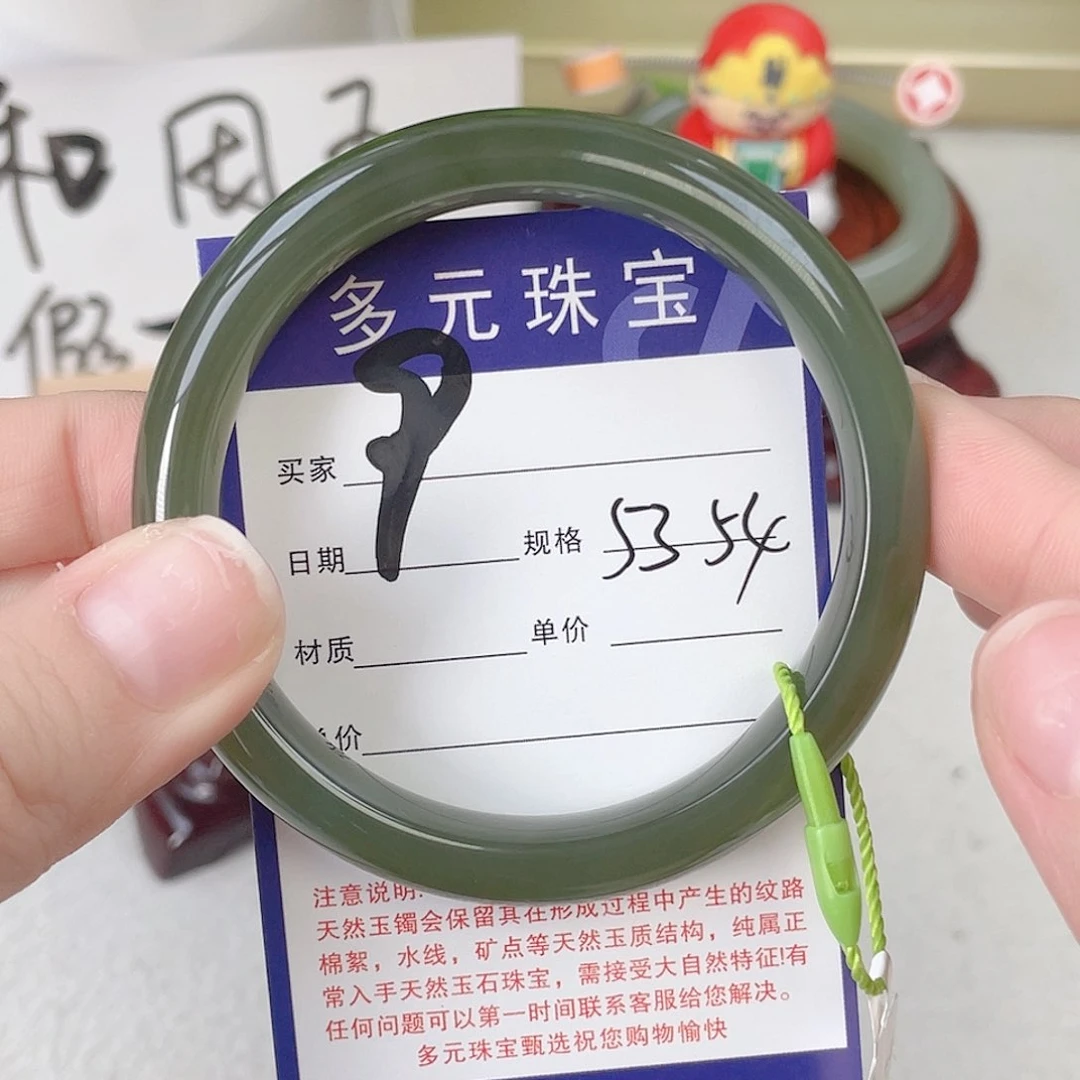 和田玉
假一
多元珠宝
买家
日期 规格 53 54
材质 单价
总价
注意说明:
天然玉镯会保留其在形成过程中产生的纹路
棉絮，水线，矿点等天然玉质结构，纯属正
常入手天然玉石珠宝，需接受大自然特征!有
任何问题可以第一时间联系客服给您解决。
多元珠宝甄选祝您购物愉快